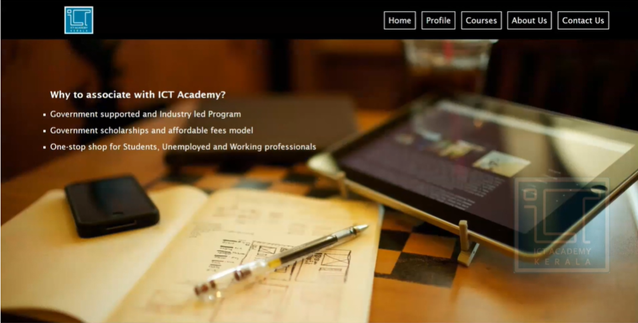 ICT
KERALA
Home
Profile
Courses
About Us
Contact Us
Why to associate with ICT Academy?
Government supported and Industry led Program
Government scholarships and affordable fees model
One-stop shop for Students, Unemployed and Working professionals
ICT
ACADEMY
KERALA